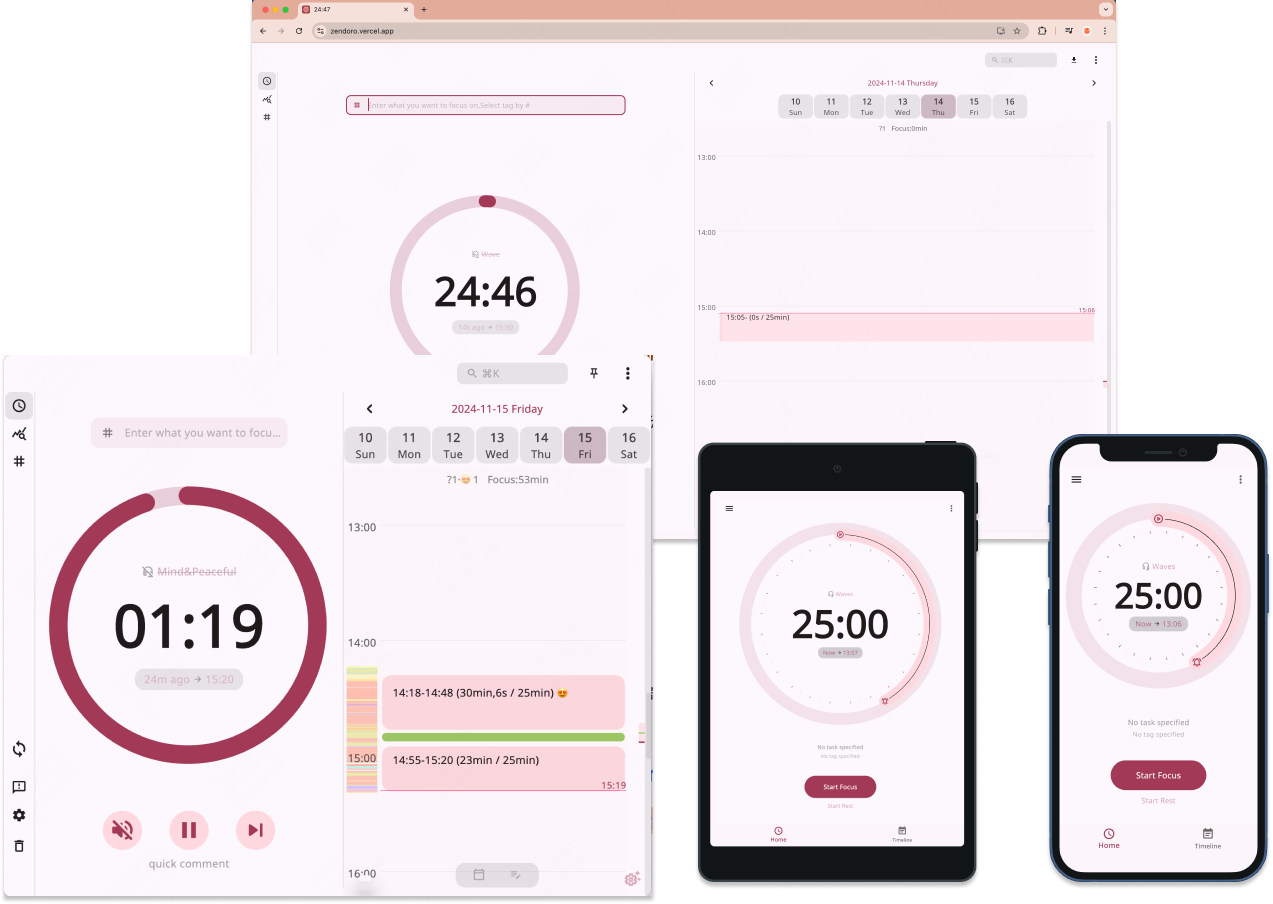 24:47
zendoro.vercel.app
⌘K
# Enter what you want to focus on,Select tag by #
2024-11-14 Thursday
10 11 12 13 14 15 16
Sun Mon Tue Wed Thu Fri Sat
?1 Focus:0min
13:00
14:00
15:00
15:06
15:05- (0s / 25min)
16:00
Wave
24:46
14s ago → 15:30
⌘K
# Enter what you want to focu...
2024-11-15 Friday
10 11 12 13 14 15 16
Sun Mon Tue Wed Thu Fri Sat
?1-😍 1 Focus:53min
13:00
14:00
14:18-14:48 (30min,6s / 25min) 😍
15:00
14:55-15:20 (23min / 25min)
15:19
16:00
Mind&Peaceful
01:19
24m ago → 15:20
quick comment
Waves
25:00
Now → 13:07
No task specified
No tag specified
Start Focus
Start Rest
Home
Timeline
Waves
25:00
Now → 13:06
No task specified
No tag specified
Start Focus
Start Rest
Home
Timeline